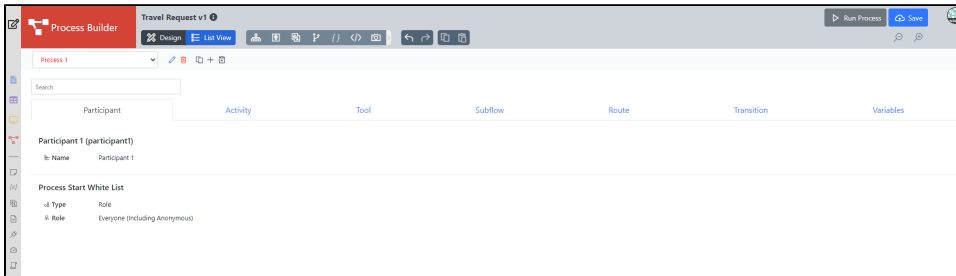 Travel Request v1
Process Builder
Design
List View
Run Process
Save
Process 1
Search
Participant
Activity
Tool
Subflow
Route
Transition
Variables
Participant 1 (participant1)
Name
Participant 1
Process Start White List
Type
Role
Role
Everyone (Including Anonymous)